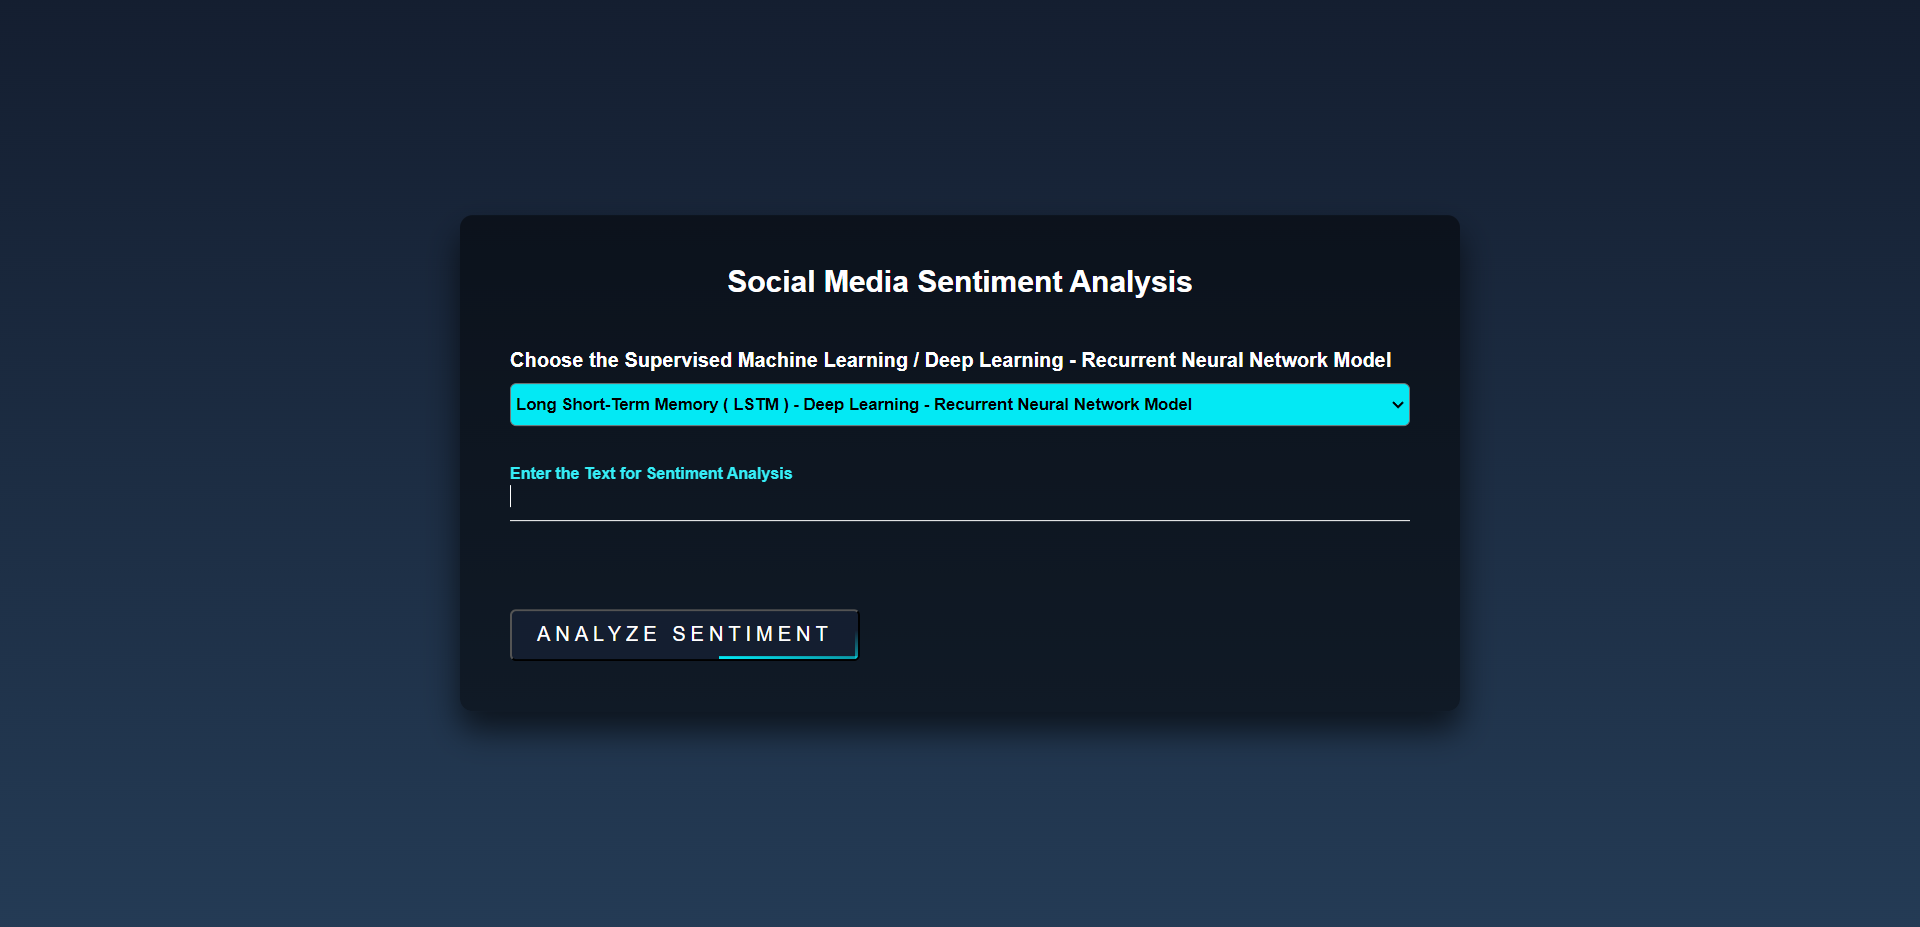 Social Media Sentiment Analysis
Choose the Supervised Machine Learning / Deep Learning - Recurrent Neural Network Model
Long Short-Term Memory ( LSTM ) - Deep Learning - Recurrent Neural Network Model
Enter the Text for Sentiment Analysis
ANALYZE SENTIMENT